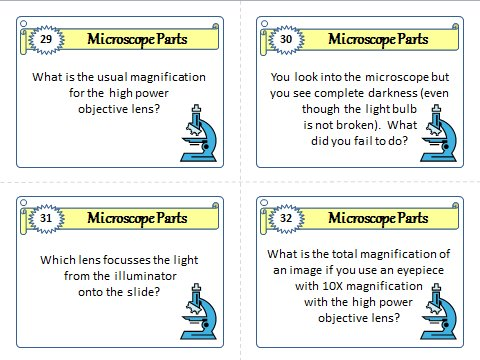 29
Microscope Parts
What is the usual magnification
for the high power
objective lens?
30
Microscope Parts
You look into the microscope but
you see complete darkness (even
though the light bulb
is not broken). What
did you fail to do?
31
Microscope Parts
Which lens focusses the light
from the illuminator
onto the slide?
32
Microscope Parts
What is the total magnification of
an image if you use an eyepiece
with 10X magnification
with the high power
objective lens?